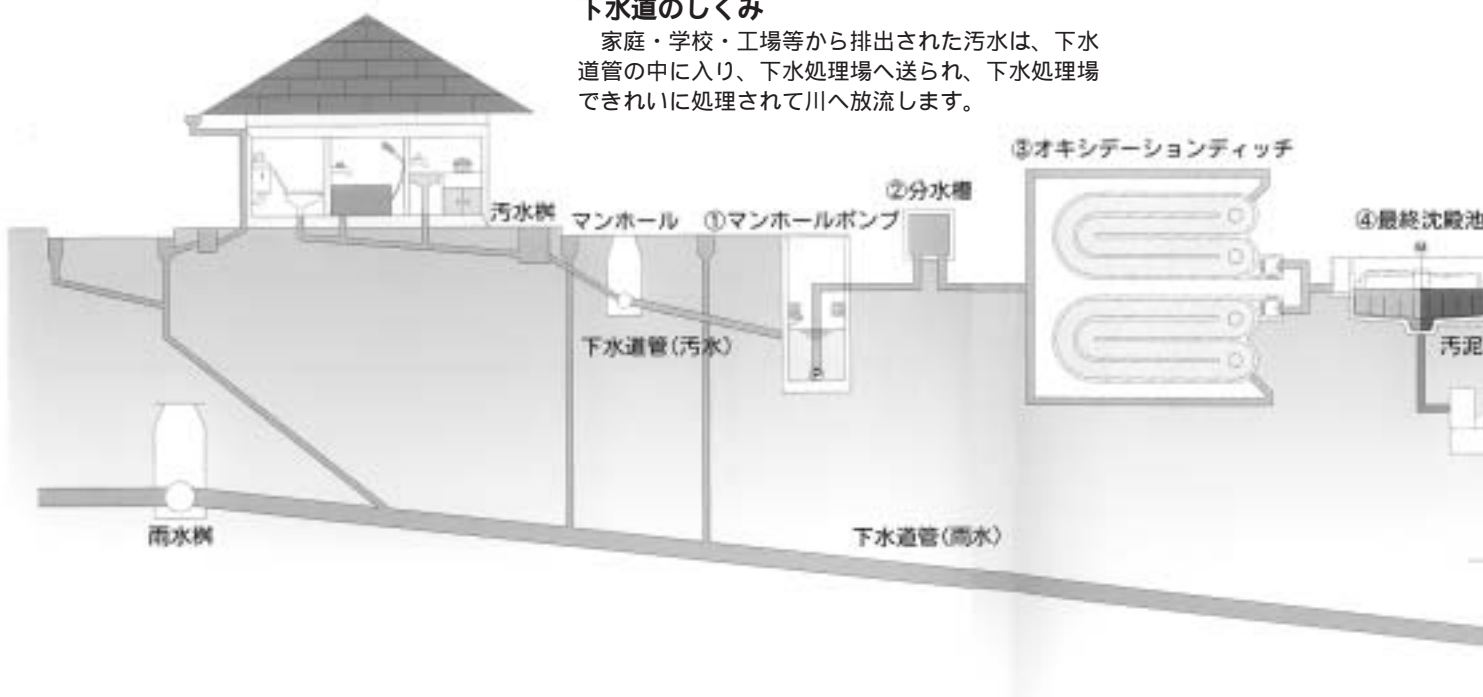 下水道のしくみ
　家庭・学校・工場等から排出された汚水は、下水
道管の中に入り、下水処理場へ送られ、下水処理場
できれいに処理されて川へ放流します。
③オキシデーションディッチ
②分水槽
汚水桝
マンホール
①マンホールポンプ
④最終沈殿池
下水道管(汚水)
汚泥
P
雨水桝
下水道管(雨水)